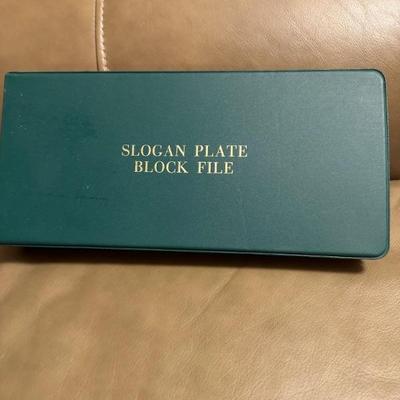 SLOGAN PLATE
BLOCK FILE